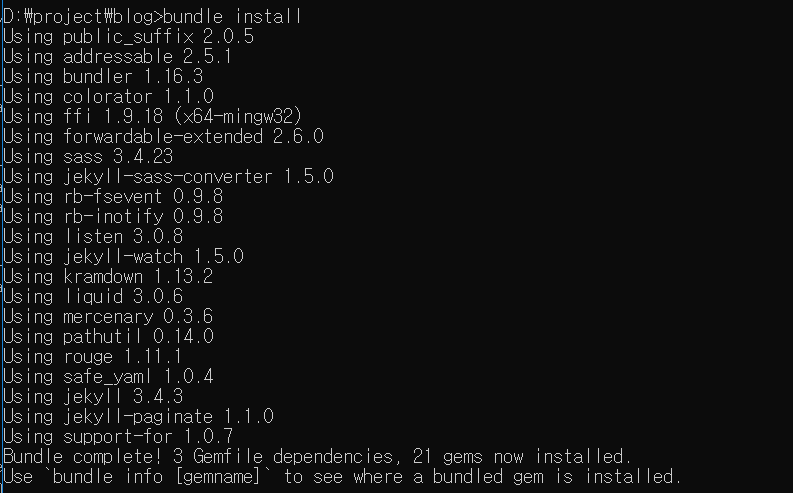 D:₩project₩blog>bundle install
Using public_suffix 2.0.5
Using addressable 2.5.1
Using bundler 1.16.3
Using colorator 1.1.0
Using ffi 1.9.18 (x64-mingw32)
Using forwardable-extended 2.6.0
Using sass 3.4.23
Using jekyll-sass-converter 1.5.0
Using rb-fsevent 0.9.8
Using rb-inotify 0.9.8
Using listen 3.0.8
Using jekyll-watch 1.5.0
Using kramdown 1.13.2
Using liquid 3.0.6
Using mercenary 0.3.6
Using pathutil 0.14.0
Using rouge 1.11.1
Using safe_yaml 1.0.4
Using jekyll 3.4.3
Using jekyll-paginate 1.1.0
Using support-for 1.0.7
Bundle complete! 3 Gemfile dependencies, 21 gems now installed.
Use `bundle info [gemname]` to see where a bundled gem is installed.